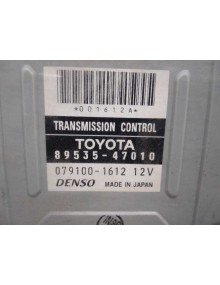 *001612A*
TRANSMISSION CONTROL
TOYOTA
89535-47010
079100-1612 12V
DENSO MADE IN JAPAN